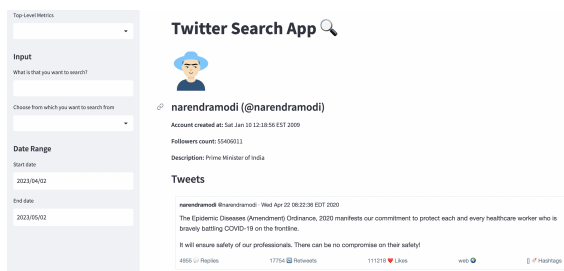 Top-Level Metrics
Input
What is that you want to search?
Choose from which you want to search from
Date Range
Start date
2023/04/02
End date
2023/05/02
Twitter Search App
narendramodi (@narendramodi)
Account created at: Sat Jan 10 12:18:56 EST 2009
Followers count: 55406011
Description: Prime Minister of India
Tweets
narendramodi @narendramodi · Wed Apr 22 08:22:36 EDT 2020
The Epidemic Diseases (Amendment) Ordinance, 2020 manifests our commitment to protect each and every healthcare worker who is
bravely battling COVID-19 on the frontline.
It will ensure safety of our professionals. There can be no compromise on their safety!
4955 Replies 17754 Retweets 111218 Likes web [] Hashtags